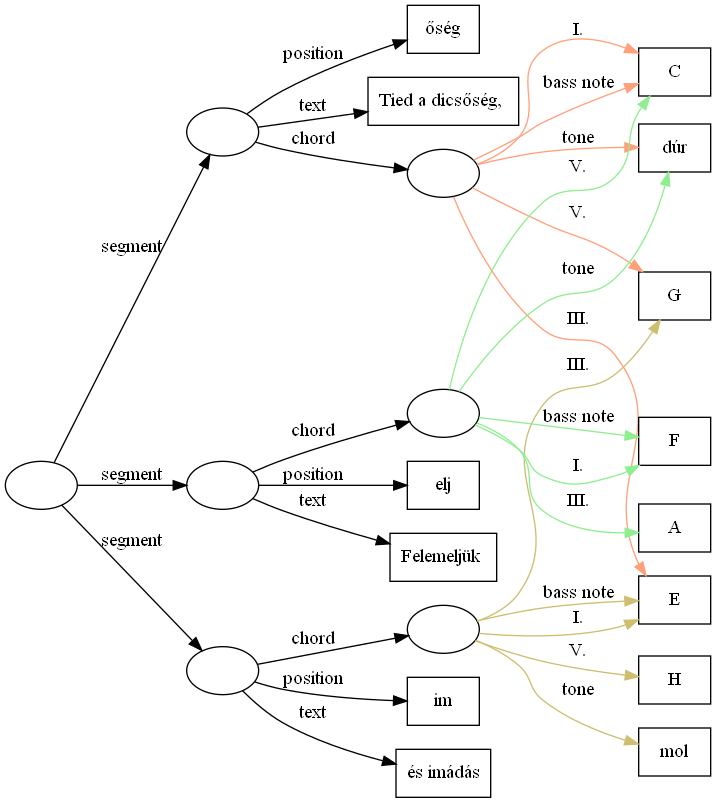 őség
position
I.
C
bass note
text
Tied a dicsőség,
chord
tone
dúr
V.
V.
segment
tone
G
III.
III.
chord
bass note
F
segment
position
elj
I.
text
III.
A
segment
Felemeljük
bass note
E
I.
chord
V.
H
position
im
tone
text
mol
és imádás